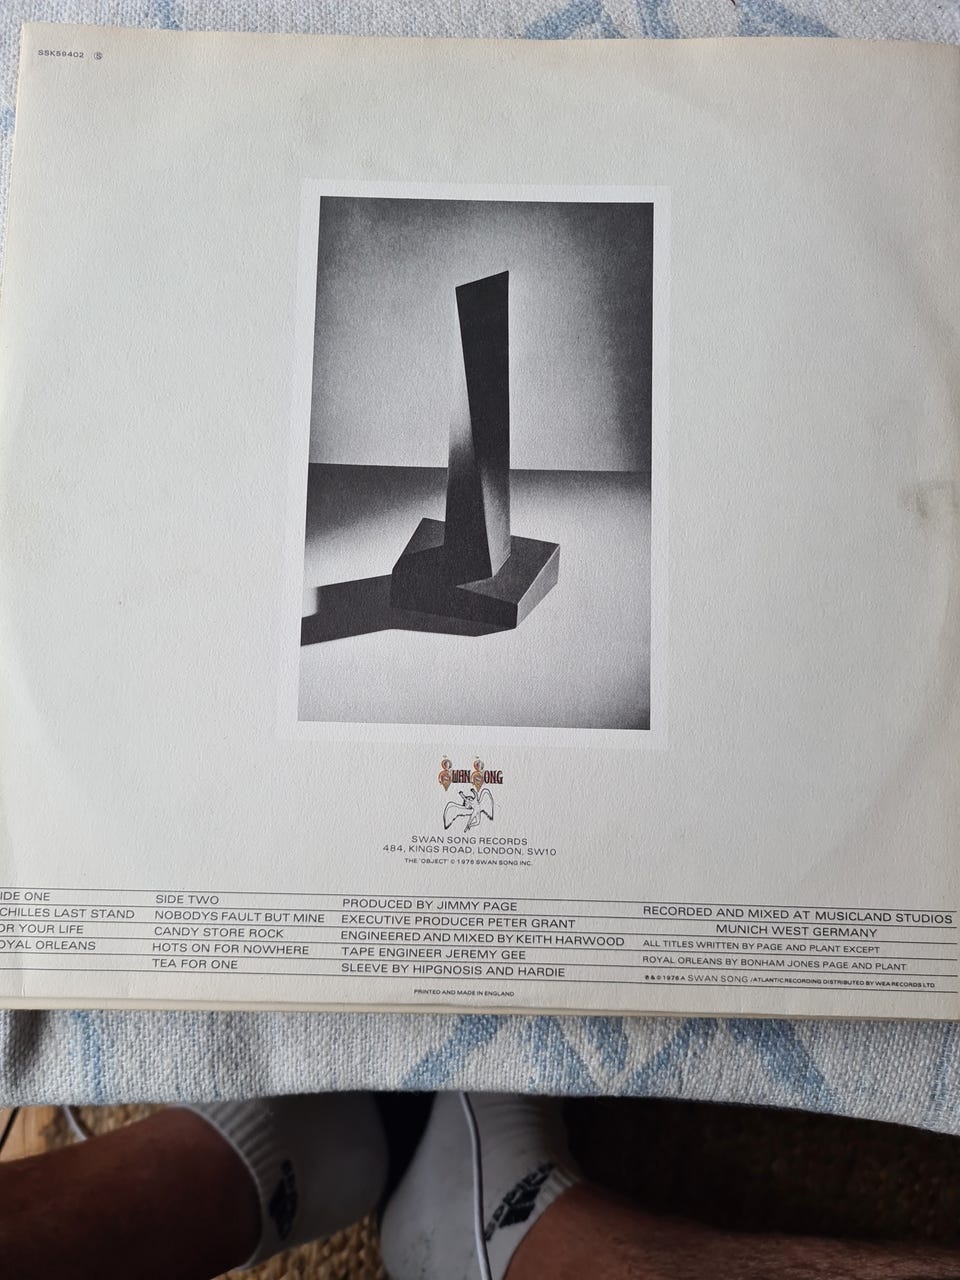 SSK59402 Ⓢ
SWAN SONG
SWAN SONG RECORDS
484, KINGS ROAD, LONDON, SW10
THE 'OBJECT' © 1976 SWAN SONG INC.
IDE ONE
CHILLES LAST STAND
OR YOUR LIFE
OYAL ORLEANS
SIDE TWO
NOBODYS FAULT BUT MINE
CANDY STORE ROCK
HOTS ON FOR NOWHERE
TEA FOR ONE
PRODUCED BY JIMMY PAGE
EXECUTIVE PRODUCER PETER GRANT
ENGINEERED AND MIXED BY KEITH HARWOOD
TAPE ENGINEER JEREMY GEE
SLEEVE BY HIPGNOSIS AND HARDIE
RECORDED AND MIXED AT MUSICLAND STUDIOS
MUNICH WEST GERMANY
ALL TITLES WRITTEN BY PAGE AND PLANT EXCEPT
ROYAL ORLEANS BY BONHAM JONES PAGE AND PLANT
℗ & © 1976 A SWAN SONG /ATLANTIC RECORDING DISTRIBUTED BY WEA RECORDS LTD
PRINTED AND MADE IN ENGLAND